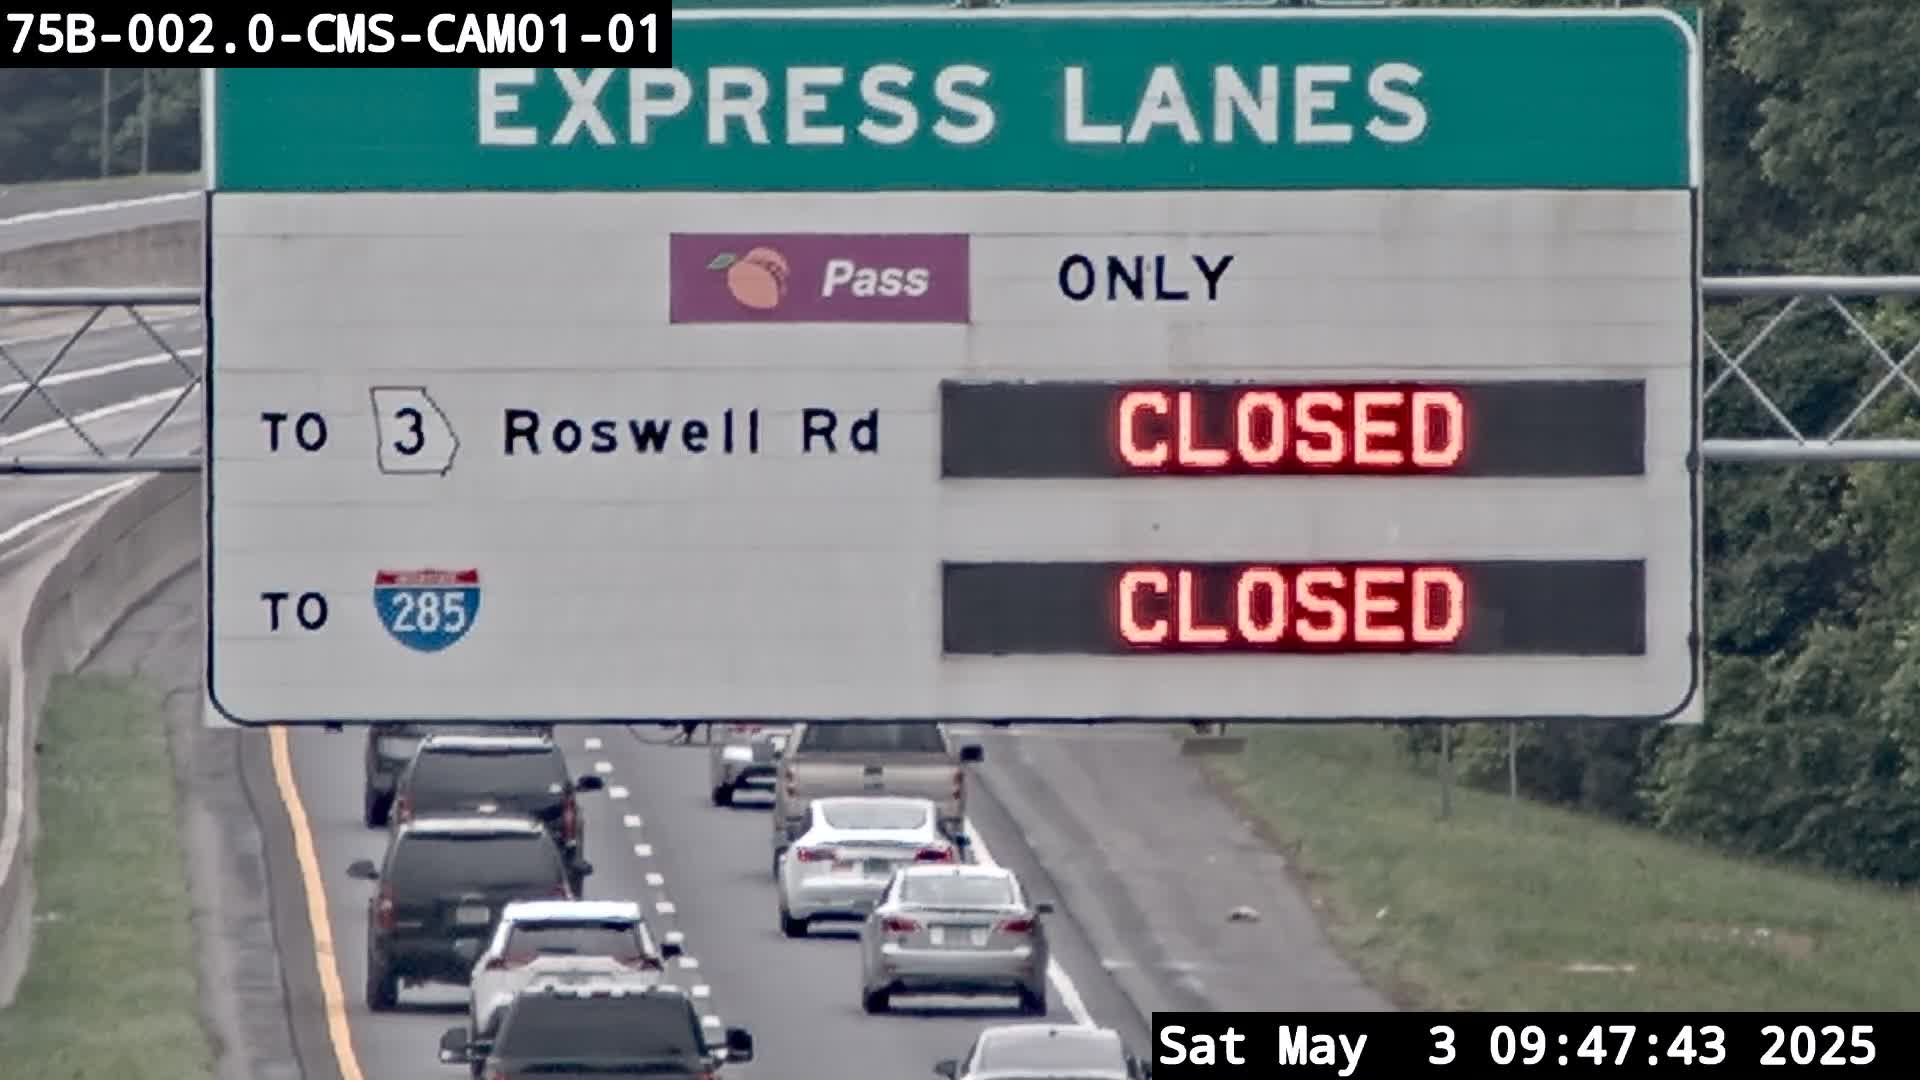 75B-002.0-CMS-CAM01-01
EXPRESS LANES
Pass ONLY
TO 3 Roswell Rd CLOSED
TO 285 CLOSED
Sat May 3 09:47:43 2025